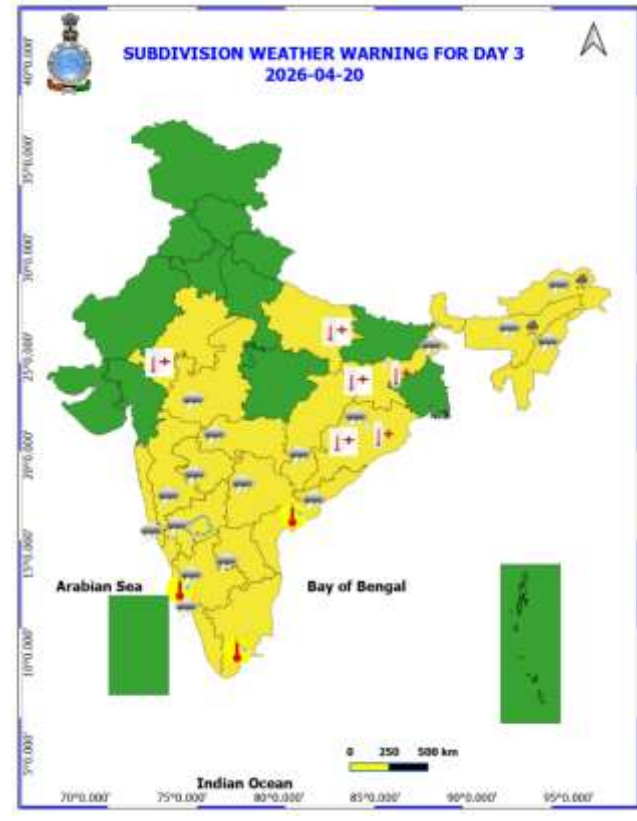 SUBDIVISION WEATHER WARNING FOR DAY 3
2026-04-20
40°0.000'
35°0.000'
30°0.000'
25°0.000'
20°0.000'
15°0.000'
10°0.000'
5°0.000'
Arabian Sea
Bay of Bengal
0 250 500 km
Indian Ocean
70°0.000' 75°0.000' 80°0.000' 85°0.000' 90°0.000' 95°0.000'